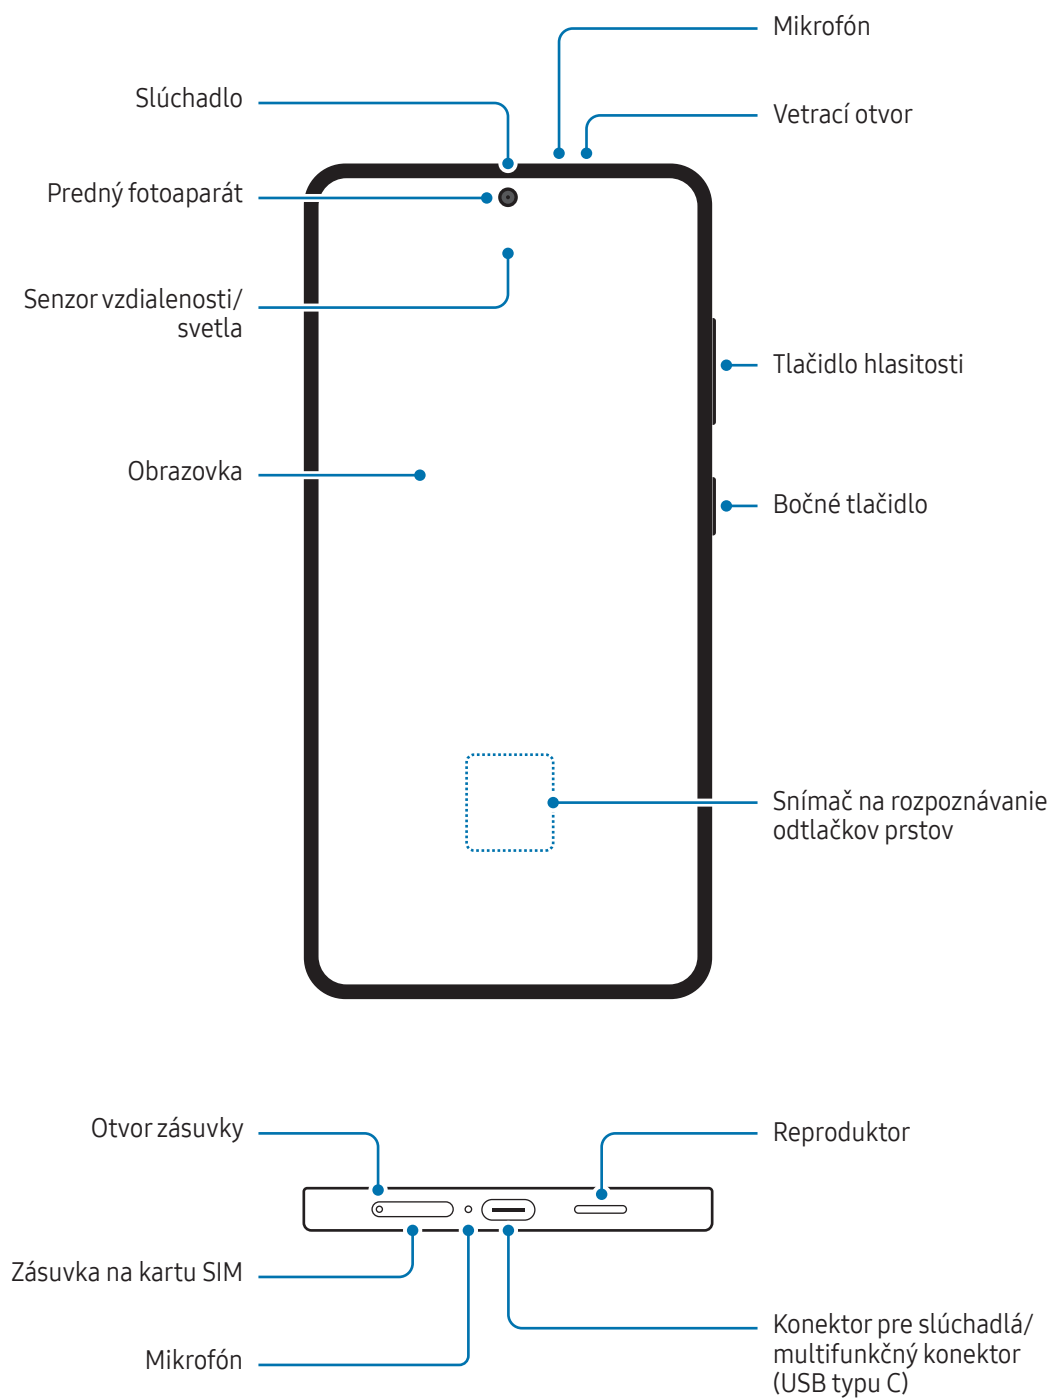 Mikrofón
Slúchadlo
Vetrací otvor
Predný fotoaparát
Senzor vzdialenosti/
svetla
Tlačidlo hlasitosti
Obrazovka
Bočné tlačidlo
Snímač na rozpoznávanie
odtlačkov prstov
Otvor zásuvky
Reproduktor
Zásuvka na kartu SIM
Mikrofón
Konektor pre slúchadlá/
multifunkčný konektor
(USB typu C)